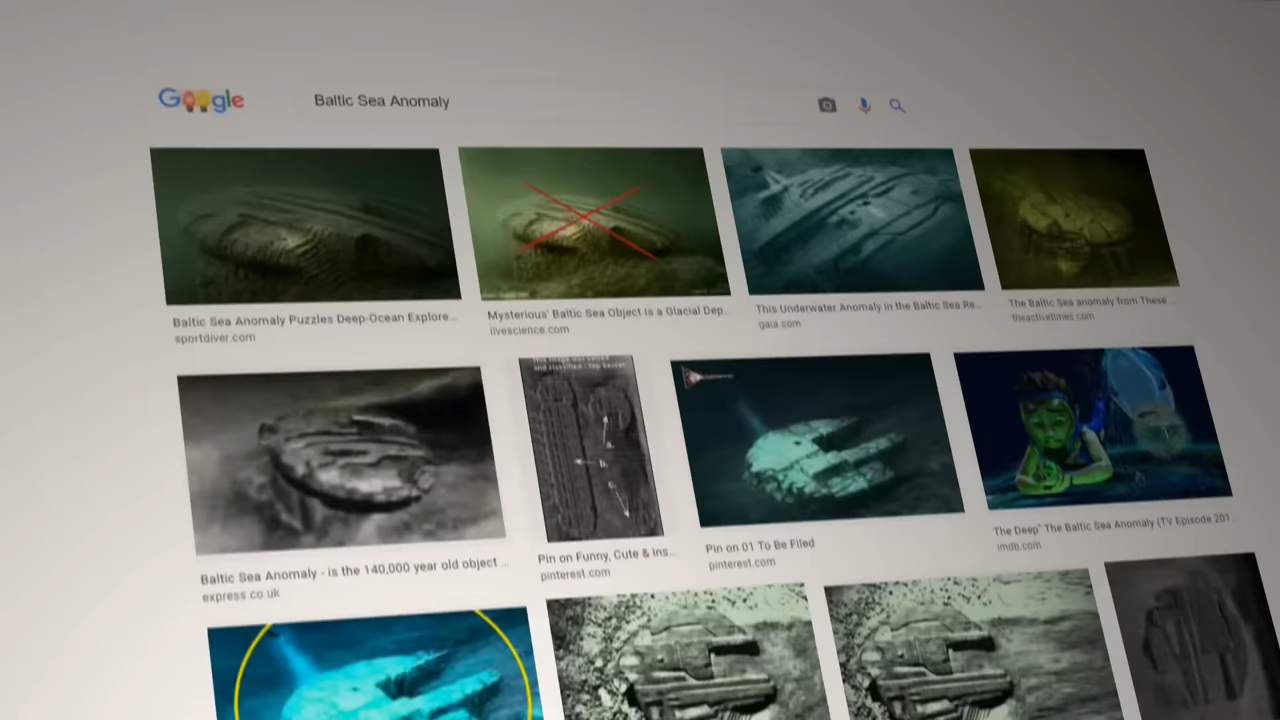 Google
Baltic Sea Anomaly
Baltic Sea Anomaly Puzzles Deep-Ocean Explore...
sportdiver.com
Mysterious' Baltic Sea Object Is a Glacial Dep...
livescience.com
This Underwater Anomaly in the Baltic Sea Re...
gaia.com
The Baltic Sea anomaly from These ...
theactivetimes.com
and classified - Top Secret
a.
b.
c.
Baltic Sea Anomaly - is the 140,000 year old object ...
express.co.uk
Pin on Funny, Cute & Ins...
pinterest.com
Pin on 01 To Be Filed
pinterest.com
The Deep" The Baltic Sea Anomaly (TV Episode 201...
imdb.com